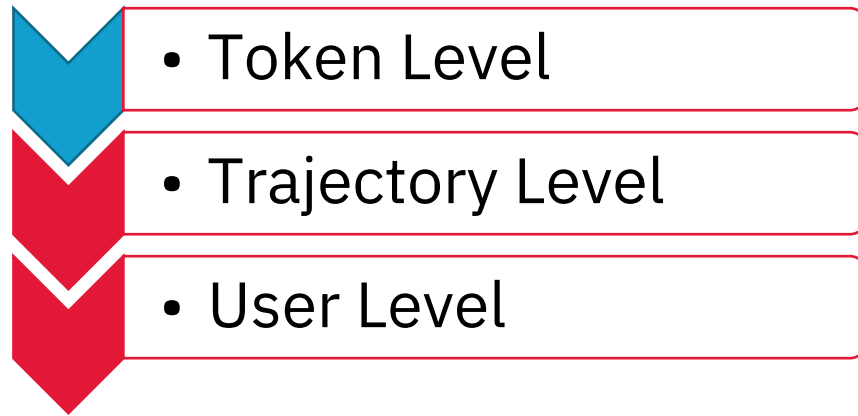 • Token Level
• Trajectory Level
• User Level